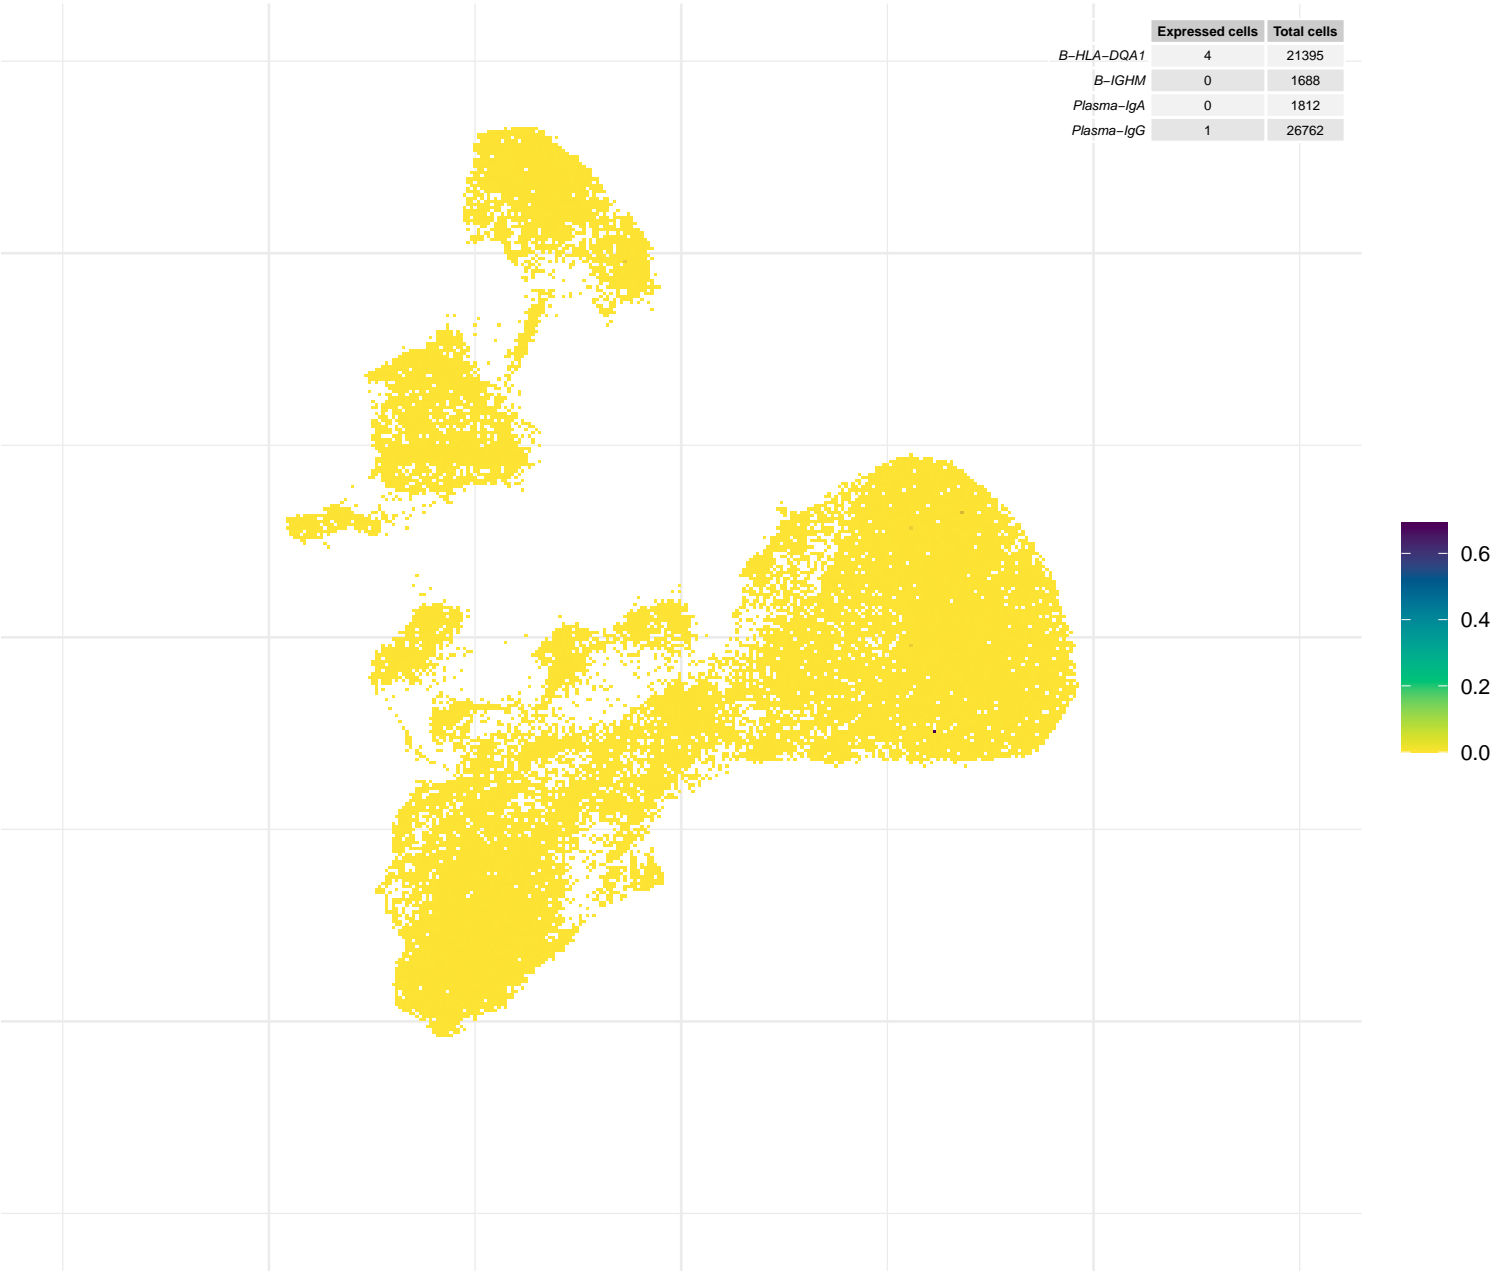 Expressed cells Total cells
B−HLA−DQA1 4 21395
B−IGHM 0 1688
Plasma−IgA 0 1812
Plasma−IgG 1 26762
0.6
0.4
0.2
0.0